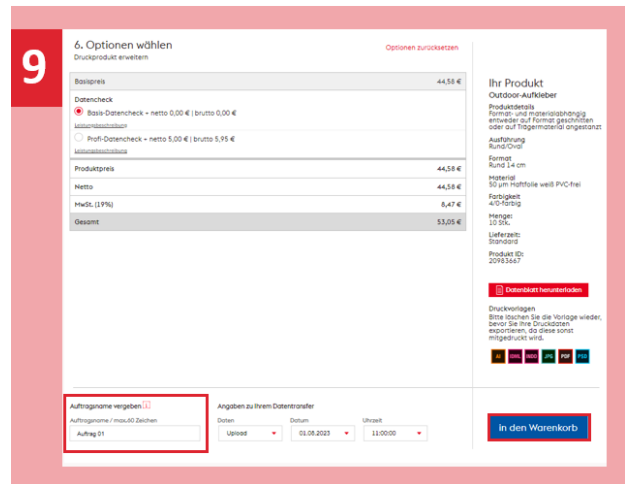 9
6. Optionen wählen
Druckprodukt erweitern
Optionen zurücksetzen
Basispreis 44,58 €
Datencheck
Basis-Datencheck - netto 0,00 € | brutto 0,00 €
Leistungsbeschreibung
Profi-Datencheck - netto 5,00 € | brutto 5,95 €
Leistungsbeschreibung
Produktpreis 44,58 €
Netto 44,58 €
MwSt. (19%) 8,47 €
Gesamt 53,05 €
Ihr Produkt
Outdoor-Aufkleber
Produktdetails
Format- und materialabhängig
entweder auf Format geschnitten
oder auf Trägermaterial angestanzt
Ausführung
Rund/Oval
Format
Rund 14 cm
Material
50 µm Haftfolie weiß PVC-frei
Farbigkeit
4/0-farbig
Menge:
10 Stk.
Lieferzeit:
Standard
Produkt ID:
20983667
Datenblatt herunterladen
Druckvorlagen
Bitte löschen Sie die Vorlage wieder,
bevor Sie Ihre Druckdaten
exportieren, da diese sonst
mitgedruckt wird.
AI IDML INDD JPG PDF PSD
Auftragsname vergeben i
Auftragsname / max.60 Zeichen
Auftrag 01
Angaben zu Ihrem Datentransfer
Daten Datum Uhrzeit
Upload 01.08.2023 11:00:00
in den Warenkorb